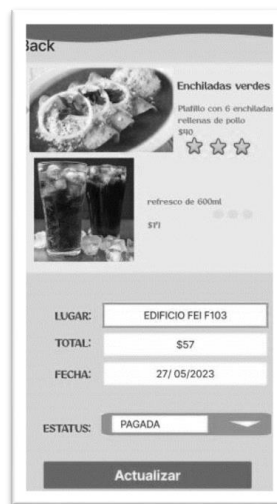 Back
Enchiladas verdes
Platillo con 6 enchiladas
rellenas de pollo
$40
refresco de 600ml
$17
LUGAR: EDIFICIO FEI F103
TOTAL: $57
FECHA: 27/ 05/2023
ESTATUS: PAGADA
Actualizar